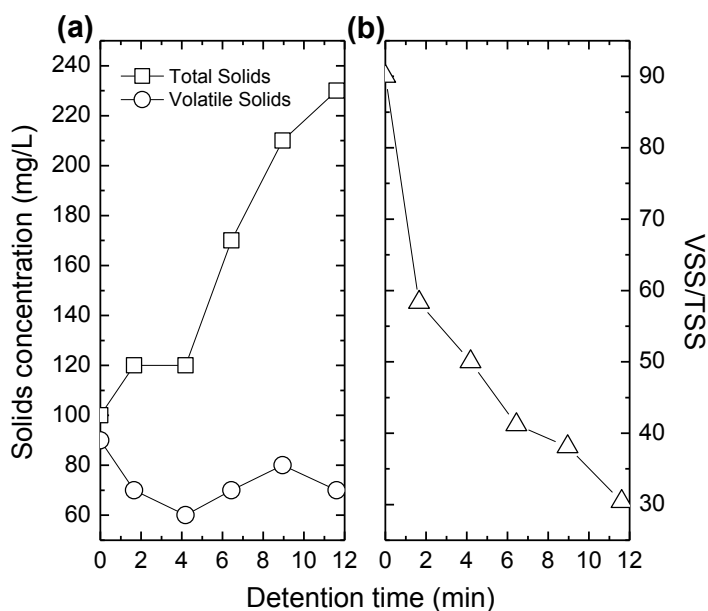 (a)
(b)
Total Solids
Volatile Solids
Solids concentration (mg/L)
240
220
200
180
160
140
120
100
80
60
0 2 4 6 8 10 12
0 2 4 6 8 10 12
90
80
70
60
50
40
30
VSS/TSS
Detention time (min)